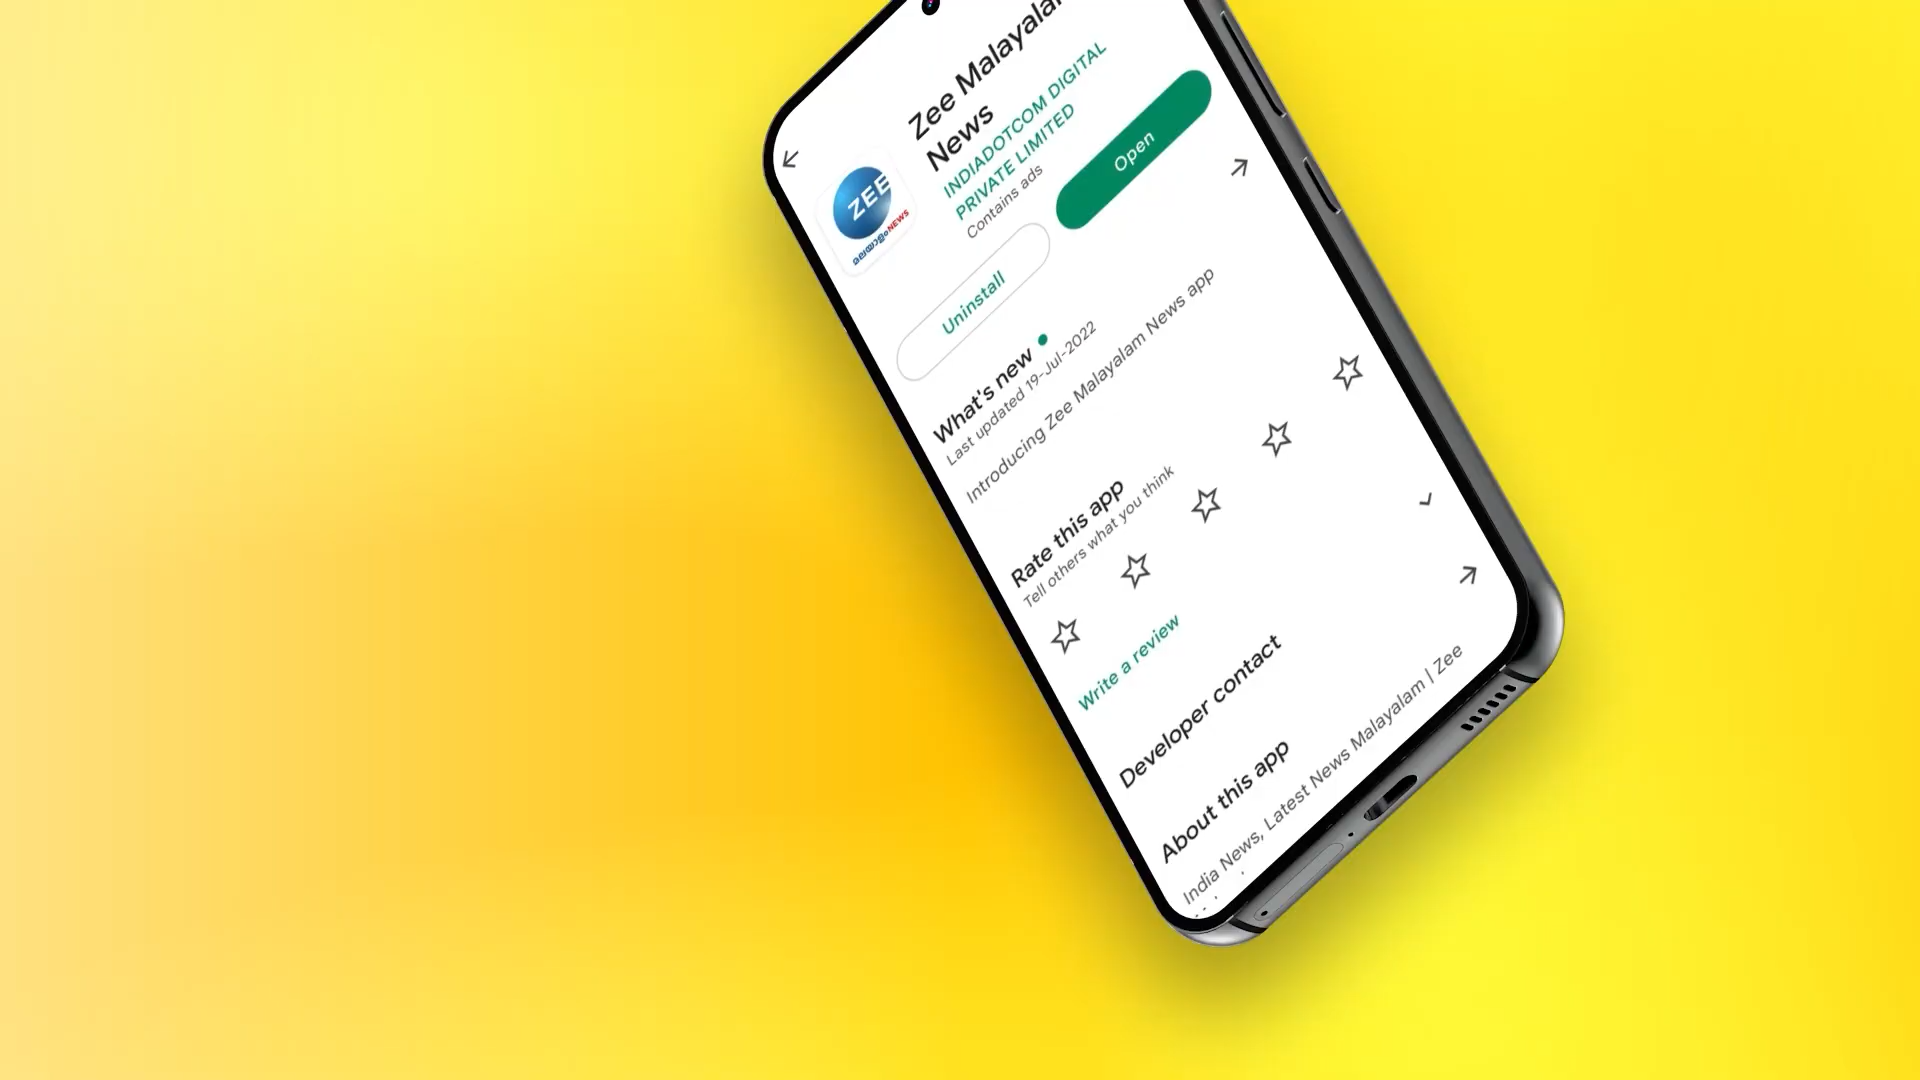 Zee Malayala
News
INDIADOTCOM DIGITAL
PRIVATE LIMITED
Contains ads
ZEE
മലയാളം NEWS
Uninstall
Open
What's new
Last updated 19-Jul-2022
Introducing Zee Malayalam News app
Rate this app
Tell others what you think
Write a review
Developer contact
About this app
India News, Latest News Malayalam | Zee